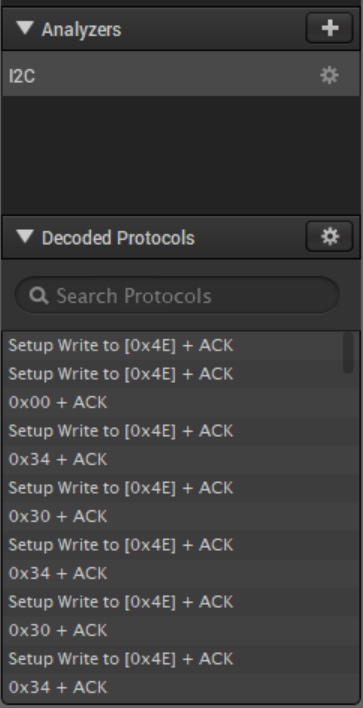 Analyzers
I2C
Decoded Protocols
Search Protocols
Setup Write to [0x4E] + ACK
Setup Write to [0x4E] + ACK
0x00 + ACK
Setup Write to [0x4E] + ACK
0x34 + ACK
Setup Write to [0x4E] + ACK
0x30 + ACK
Setup Write to [0x4E] + ACK
0x34 + ACK
Setup Write to [0x4E] + ACK
0x30 + ACK
Setup Write to [0x4E] + ACK
0x34 + ACK